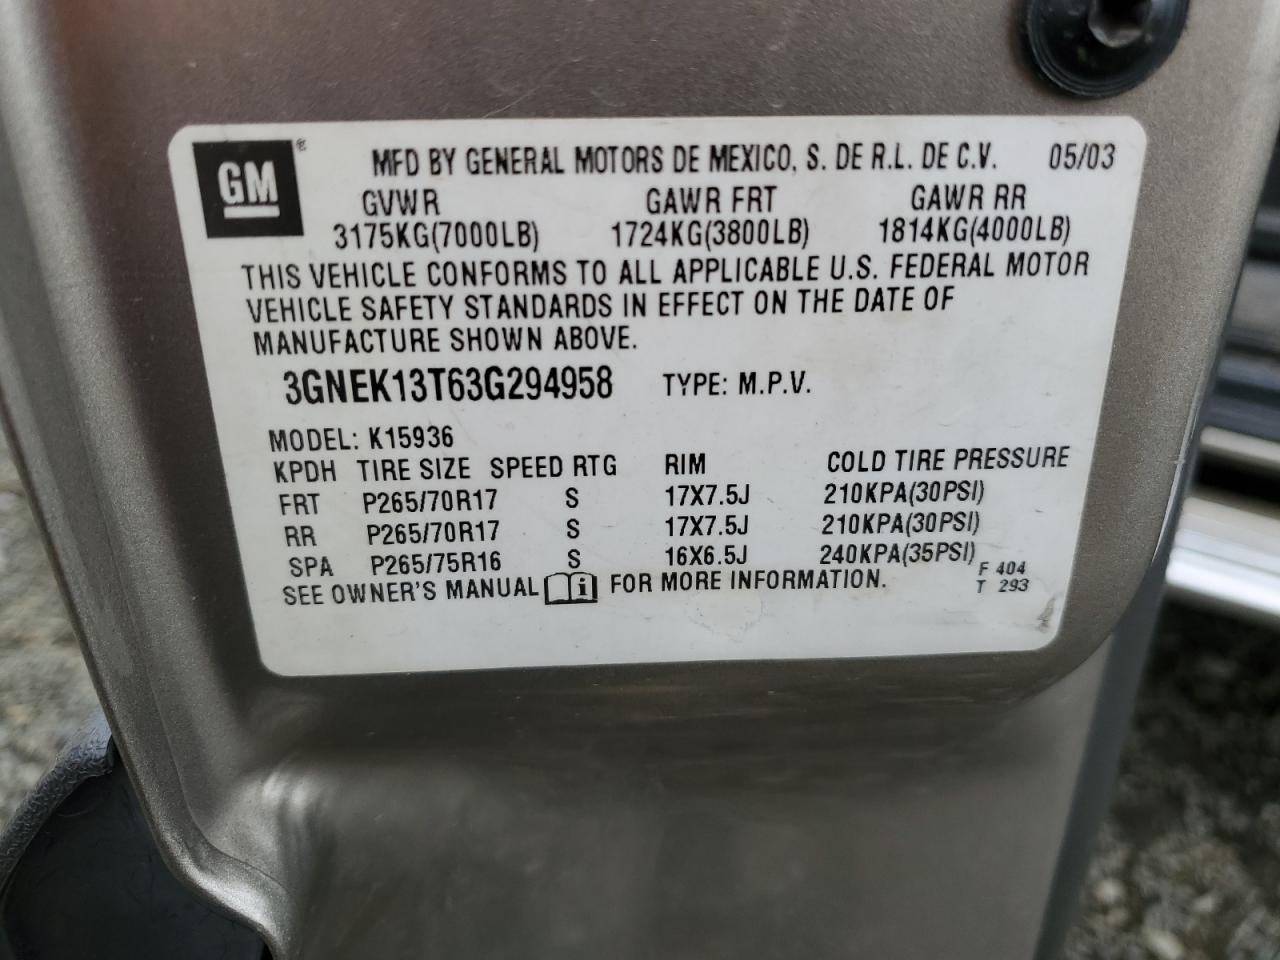 GM ® MFD BY GENERAL MOTORS DE MEXICO, S. DE R.L. DE C.V. 05/03
GVWR GAWR FRT GAWR RR
3175KG(7000LB) 1724KG(3800LB) 1814KG(4000LB)
THIS VEHICLE CONFORMS TO ALL APPLICABLE U.S. FEDERAL MOTOR
VEHICLE SAFETY STANDARDS IN EFFECT ON THE DATE OF
MANUFACTURE SHOWN ABOVE.
3GNEK13T63G294958 TYPE: M.P.V.
MODEL: K15936
KPDH TIRE SIZE SPEED RTG RIM COLD TIRE PRESSURE
FRT P265/70R17 S 17X7.5J 210KPA(30PSI)
RR P265/70R17 S 17X7.5J 210KPA(30PSI)
SPA P265/75R16 S 16X6.5J 240KPA(35PSI)
SEE OWNER'S MANUAL i FOR MORE INFORMATION.
F 404
T 293